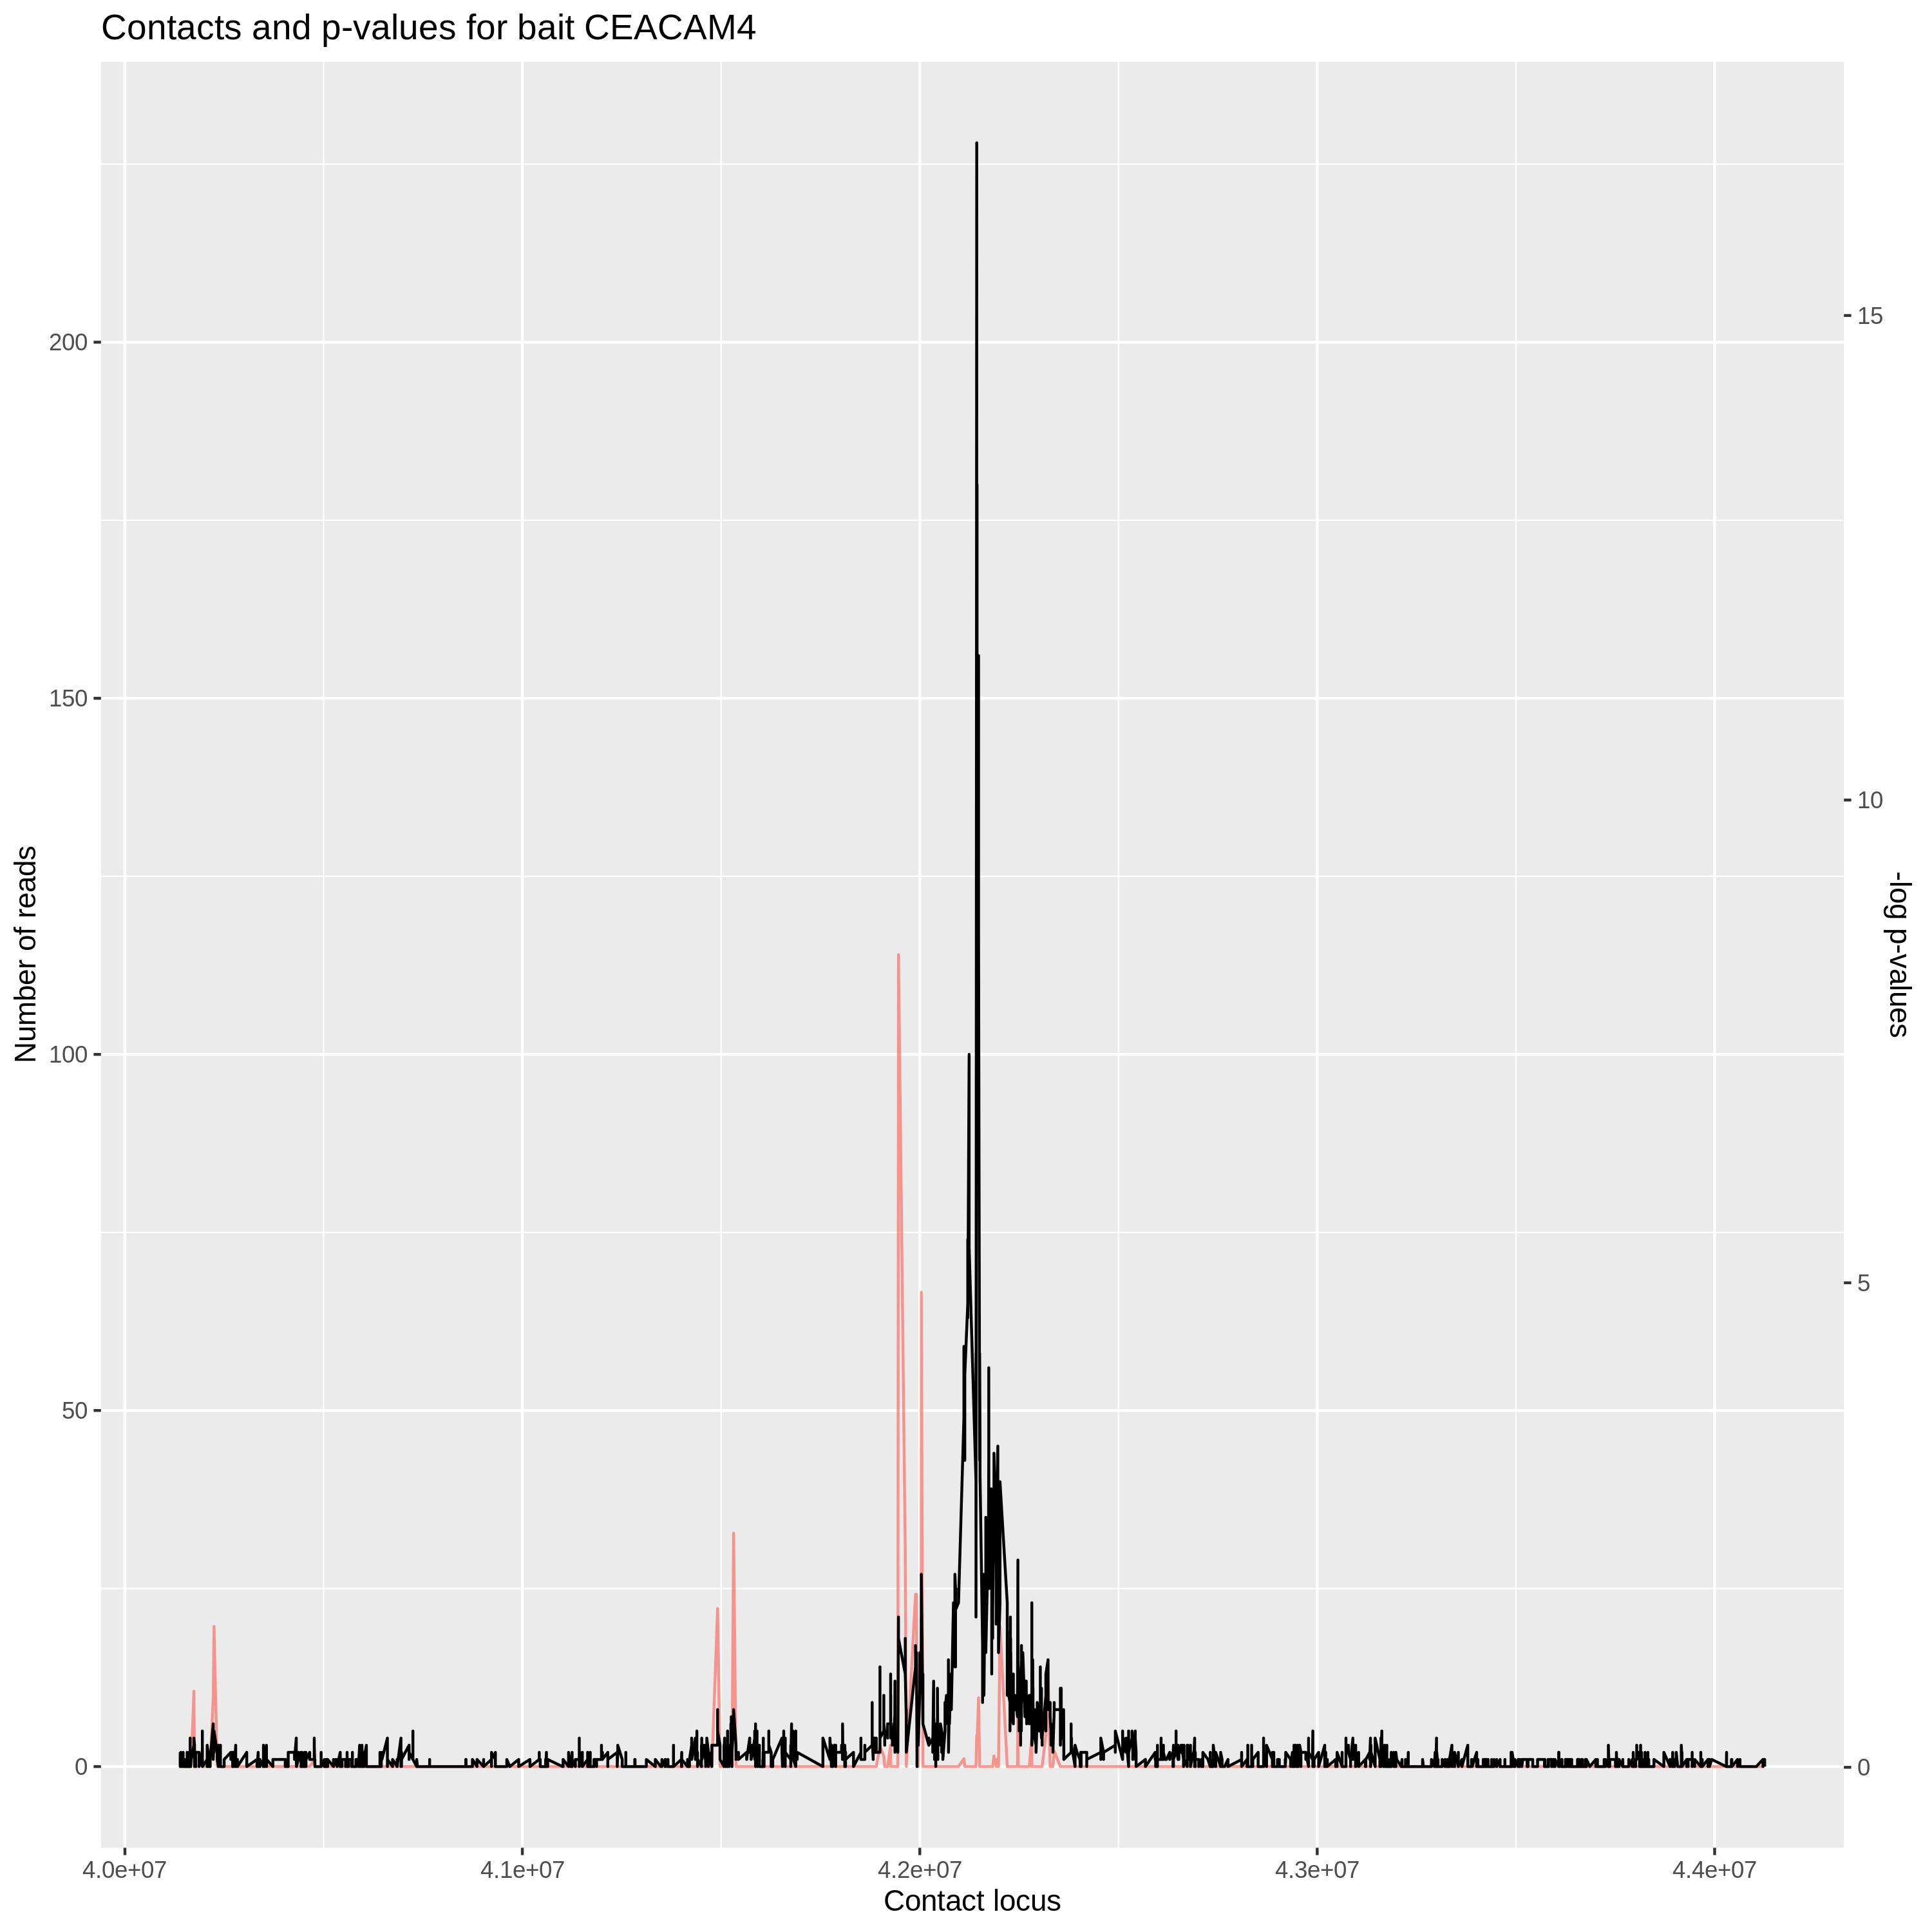 Contacts and p-values for bait CEACAM4
Number of reads
200
150
100
50
0
15
10
5
0
-log p-values
4.0e+07
4.1e+07
4.2e+07
4.3e+07
4.4e+07
Contact locus